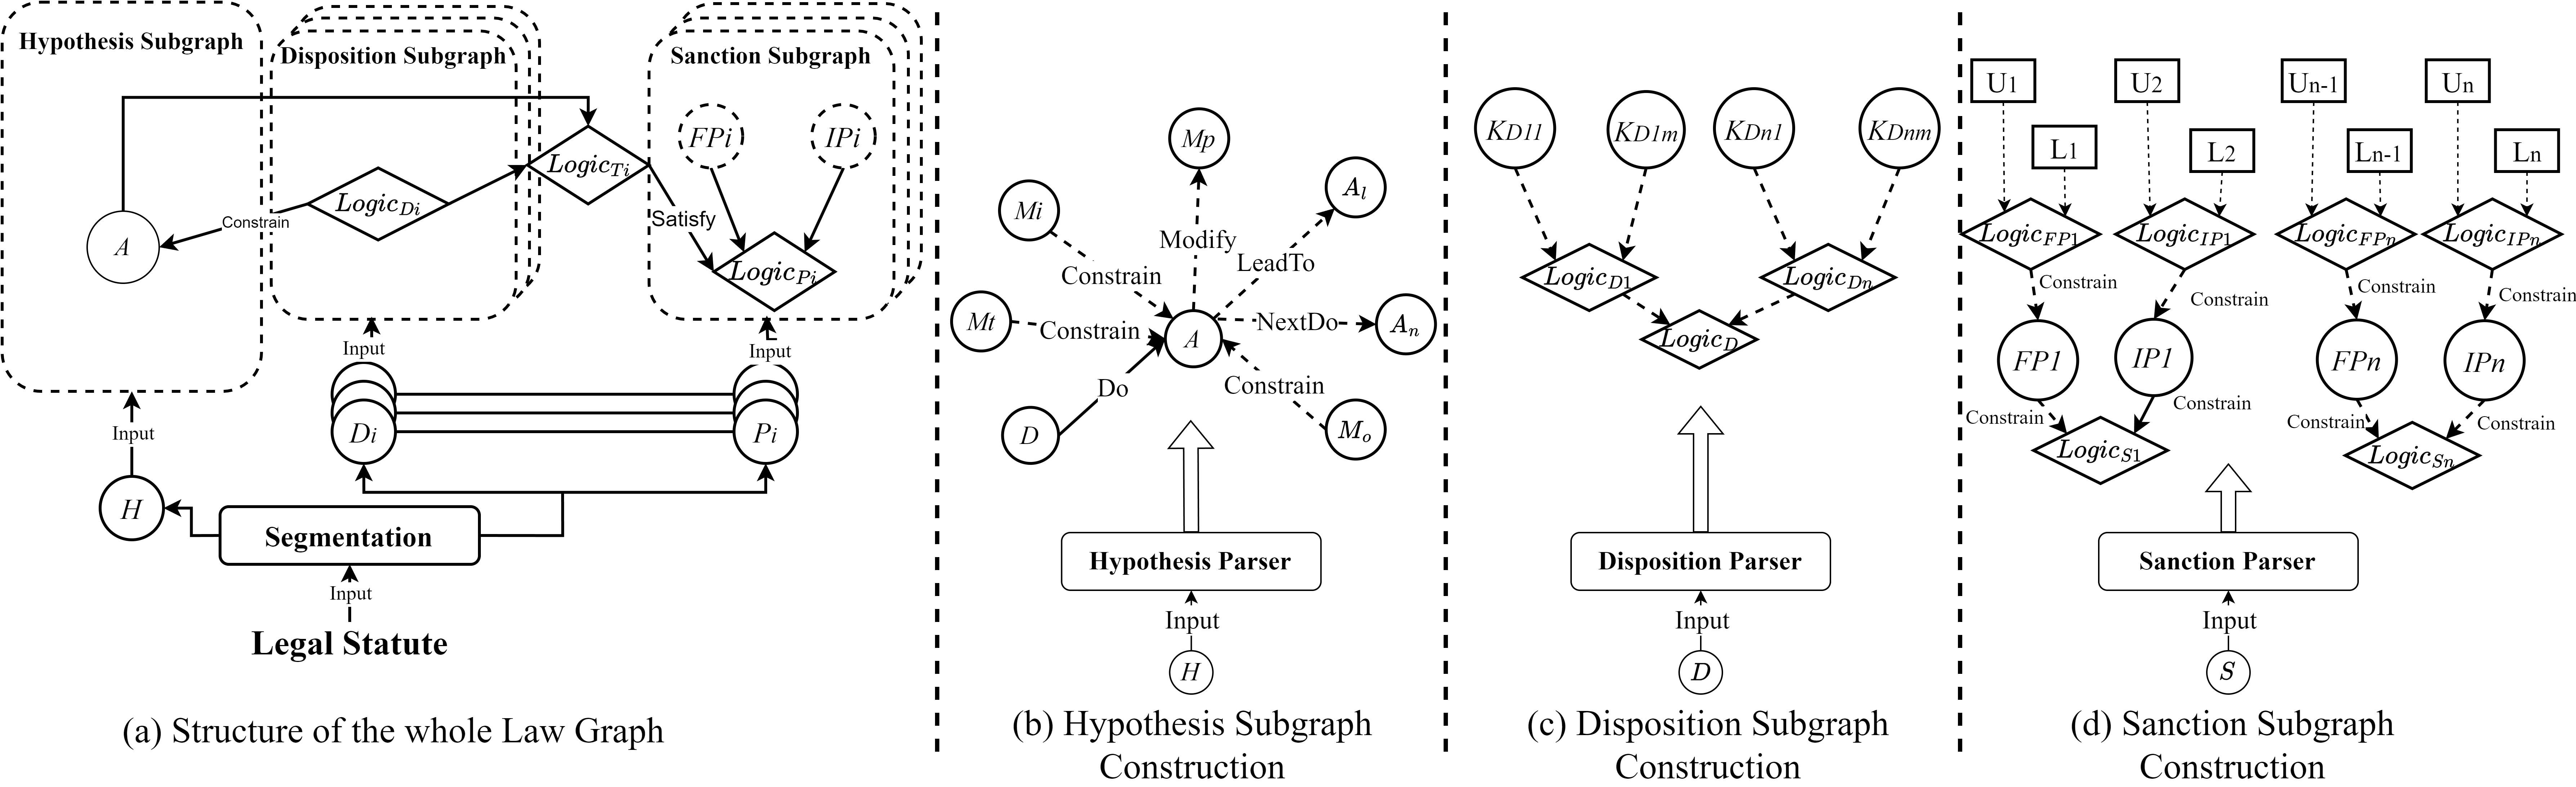 Hypothesis Subgraph
Disposition Subgraph
Sanction Subgraph
FPi
IPi
Logic_{Ti}
Logic_{Di}
Constrain
A
Satisfy
Logic_{Pi}
Input
Input
Input
Di
Pi
H
Segmentation
Input
Legal Statute
(a) Structure of the whole Law Graph
Mp
Mi
A_l
Modify
Constrain
LeadTo
Mt
Constrain
A
NextDo
A_n
Do
Constrain
D
M_o
Hypothesis Parser
Input
H
(b) Hypothesis Subgraph
Construction
KD11
KD1m
KDn1
KDnm
Logic_{D1}
Logic_{Dn}
Logic_D
Disposition Parser
Input
D
(c) Disposition Subgraph
Construction
U1
U2
Un-1
Un
L1
L2
Ln-1
Ln
Logic_{FP1}
Logic_{IP1}
Logic_{FPn}
Logic_{IPn}
Constrain
Constrain
Constrain
Constrain
FP1
IP1
FPn
IPn
Constrain
Constrain
Constrain
Constrain
Logic_{S1}
Logic_{Sn}
Sanction Parser
Input
S
(d) Sanction Subgraph
Construction